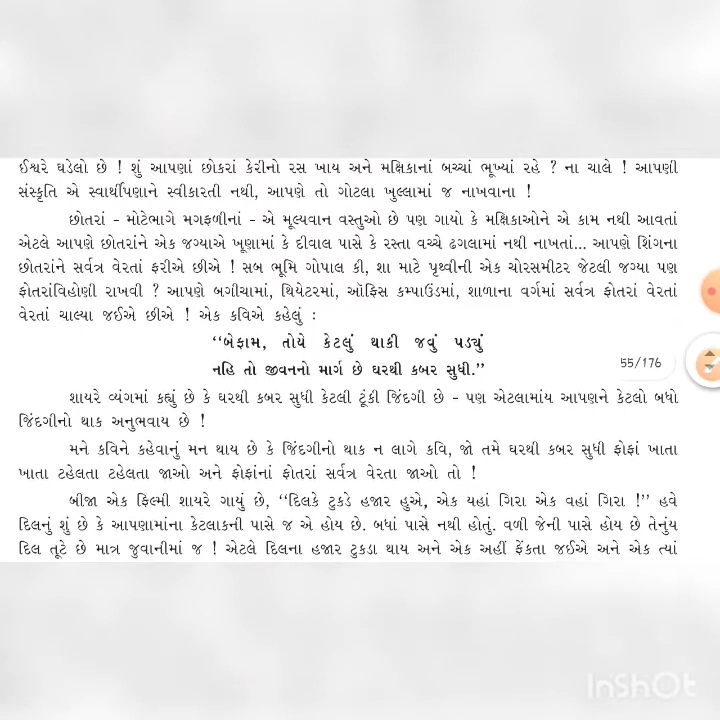 ઈશ્વરે ઘડેલો છે ! શું આપણાં છોકરાં કેરીનો રસ ખાય અને મક્ષિકાનાં બચ્ચાં ભૂખ્યાં રહે ? ના ચાલે ! આપણી
સંસ્કૃતિ એ સ્વાર્થીપણાને સ્વીકારતી નથી, આપણે તો ગોટલા ખુલ્લામાં જ નાખવાના !
છોતરાં - મોટેભાગે મગફળીનાં - એ મૂલ્યવાન વસ્તુઓ છે પણ ગાયો કે મક્ષિકાઓને એ કામ નથી આવતાં
એટલે આપણે છોતરાંને એક જગ્યાએ ખૂણામાં કે દીવાલ પાસે કે રસ્તા વચ્ચે ઢગલામાં નથી નાખતાં... આપણે શિંગના
છોતરાંને સર્વત્ર વેરતાં ફરીએ છીએ ! સબ ભૂમિ ગોપાલ કી, શા માટે પૃથ્વીની એક ચોરસમીટર જેટલી જગ્યા પણ
ફોતરાંવિહોણી રાખવી ? આપણે બગીચામાં, થિયેટરમાં, ઑફિસ કમ્પાઉંડમાં, શાળાના વર્ગમાં સર્વત્ર ફોતરાં વેરતાં
વેરતાં ચાલ્યા જઈએ છીએ ! એક કવિએ કહેલું :
“બેફામ, તોયે કેટલું થાકી જવું પડ્યું
નહિ તો જીવનનો માર્ગ છે ઘરથી કબર સુધી.”
55/176
શાયરે વ્યંગમાં કહ્યું છે કે ઘરથી કબર સુધી કેટલી ટૂંકી જિંદગી છે - પણ એટલામાંય આપણને કેટલો બધો
જિંદગીનો થાક અનુભવાય છે !
મને કવિને કહેવાનું મન થાય છે કે જિંદગીનો થાક ન લાગે કવિ, જો તમે ઘરથી કબર સુધી ફોફાં ખાતા
ખાતા ટહેલતા ટહેલતા જાઓ અને ફોફાંનાં ફોતરાં સર્વત્ર વેરતા જાઓ તો !
બીજા એક ફિલ્મી શાયરે ગાયું છે, “દિલકે ટુકડે હજાર હુએ, એક યહાં ગિરા એક વહાં ગિરા !” હવે
દિલનું શું છે કે આપણામાંના કેટલાકની પાસે જ એ હોય છે. બધાં પાસે નથી હોતું. વળી જેની પાસે હોય છે તેનુંય
દિલ તૂટે છે માત્ર જુવાનીમાં જ ! એટલે દિલના હજાર ટુકડા થાય અને એક અહીં ફેંકતા જઈએ અને એક ત્યાં
InShOt